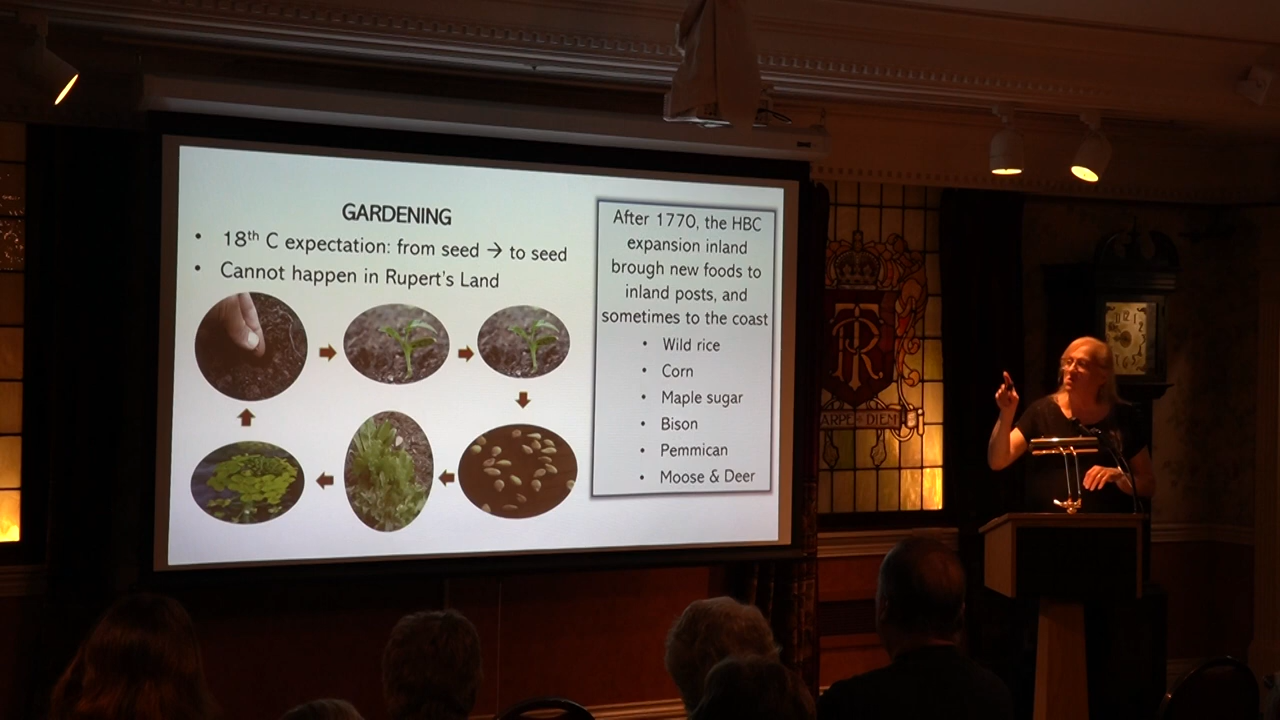 GARDENING
• 18th C expectation: from seed → to seed
• Cannot happen in Rupert's Land
After 1770, the HBC
expansion inland
brough new foods to
inland posts, and
sometimes to the coast
• Wild rice
• Corn
• Maple sugar
• Bison
• Pemmican
• Moose & Deer
ARPE DIEM